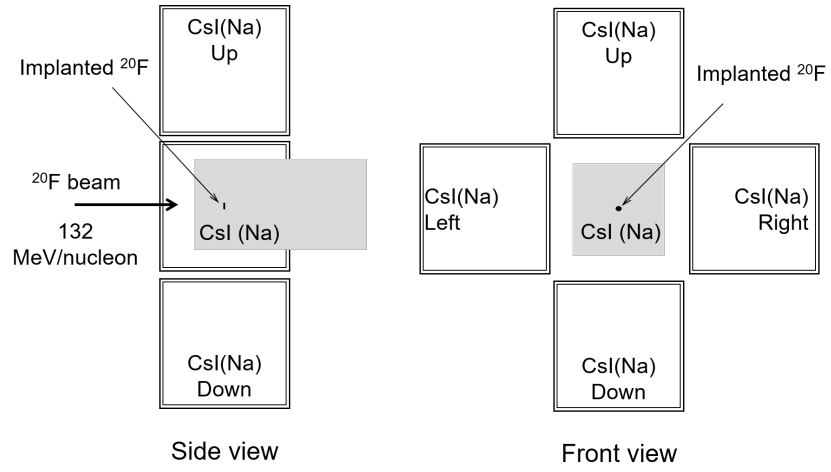 CsI(Na)
Up
Implanted ²⁰F
²⁰F beam
132
MeV/nucleon
CsI (Na)
CsI(Na)
Down
Side view
CsI(Na)
Up
Implanted ²⁰F
CsI(Na)
Left
CsI (Na)
CsI(Na)
Right
CsI(Na)
Down
Front view